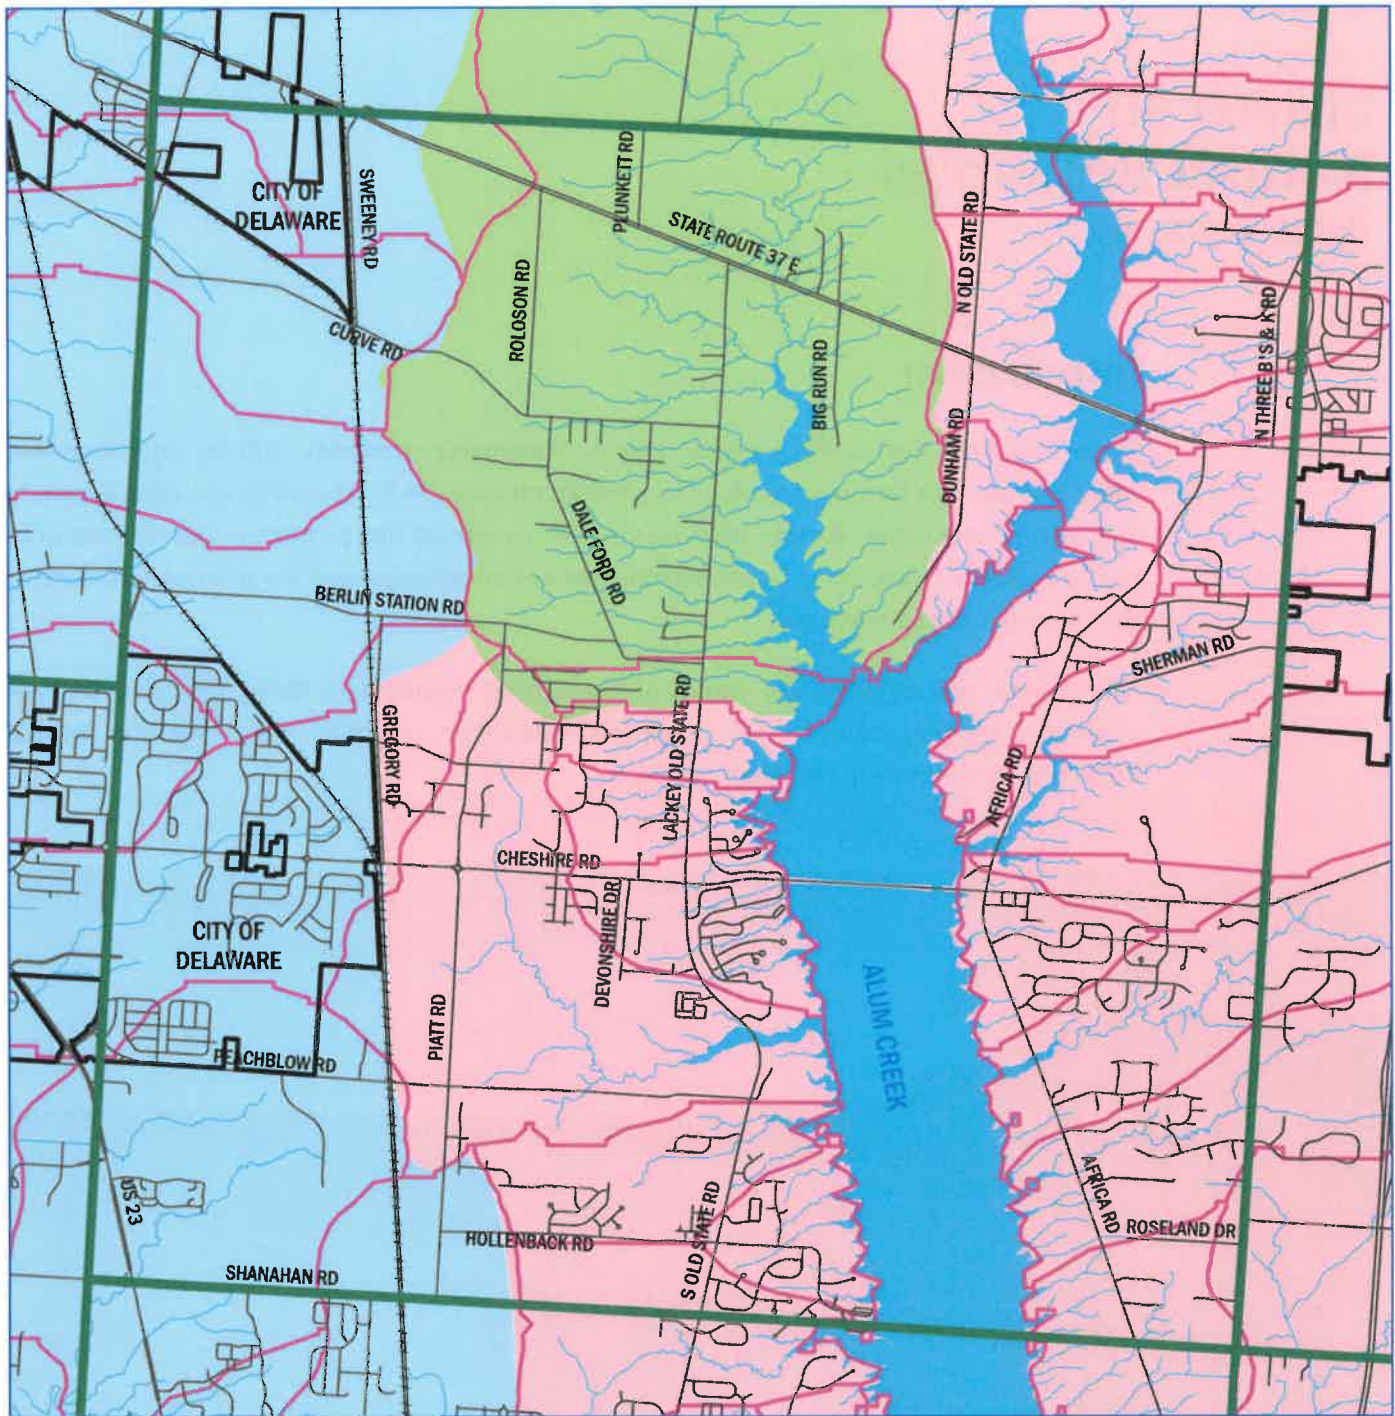 PLUNKETT RD
CITY OF
DELAWARE
SWEENEY RD
STATE ROUTE 37 E
N OLD STATE RD
ROLOSON RD
N THREE B'S & K RD
CURVE RD
BIG RUN RD
DUNHAM RD
DALE FORD RD
BERLIN STATION RD
SHERMAN RD
LACKEY OLD STATE RD
GREGORY RD
AFRICA RD
CHESHIRE RD
DEVONSHIRE DR
CITY OF
DELAWARE
ALUM CREEK
PIATT RD
PEACHBLOW RD
US 23
AFRICA RD
ROSELAND DR
S OLD STATE RD
HOLLENBACK RD
SHANAHAN RD